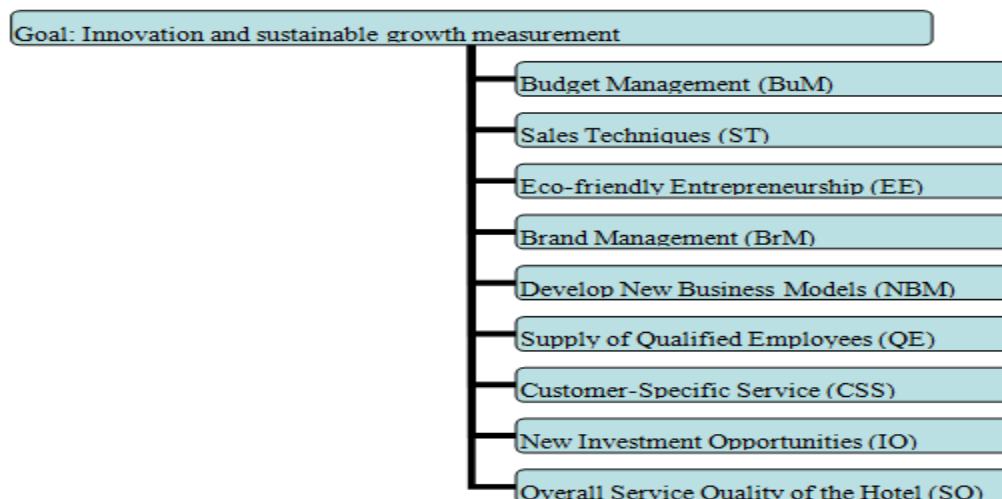 Goal: Innovation and sustainable growth measurement
Budget Management (BuM)
Sales Techniques (ST)
Eco-friendly Entrepreneurship (EE)
Brand Management (BrM)
Develop New Business Models (NBM)
Supply of Qualified Employees (QE)
Customer-Specific Service (CSS)
New Investment Opportunities (IO)
Overall Service Quality of the Hotel (SQ)